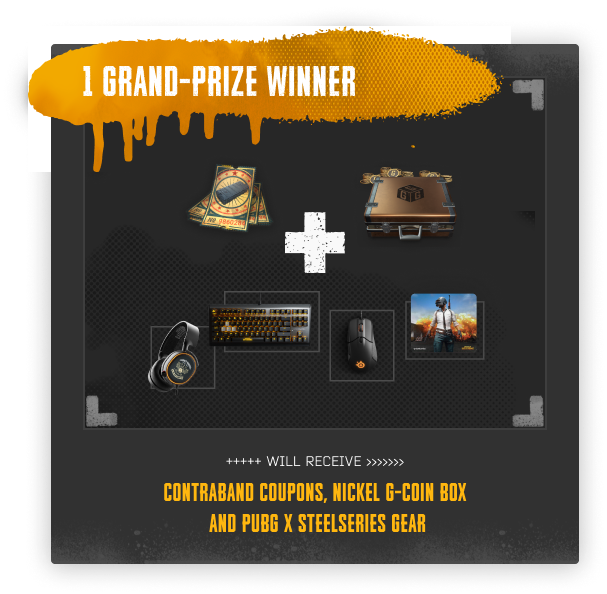 1 GRAND-PRIZE WINNER
+++++ WILL RECEIVE >>>>>>>
CONTRABAND COUPONS, NICKEL G-COIN BOX
AND PUBG X STEELSERIES GEAR